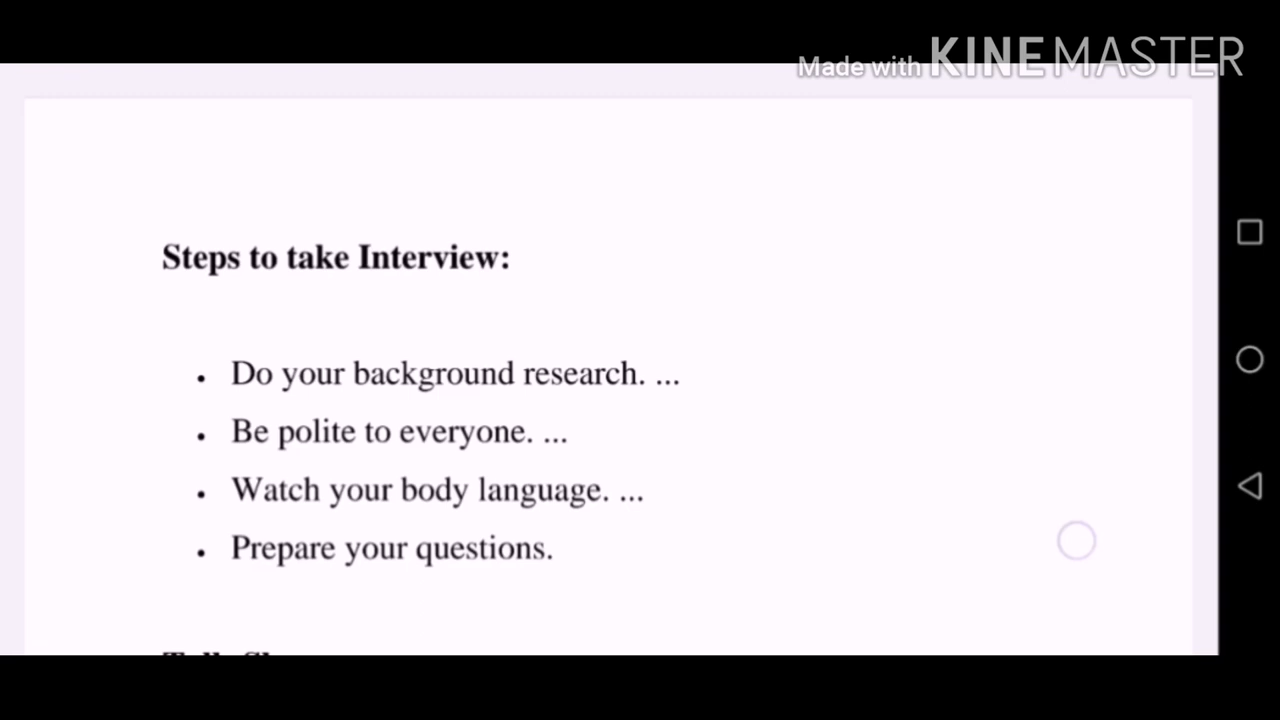 Made with KINEMASTER
Steps to take Interview:
• Do your background research. ...
• Be polite to everyone. ...
• Watch your body language. ...
• Prepare your questions.